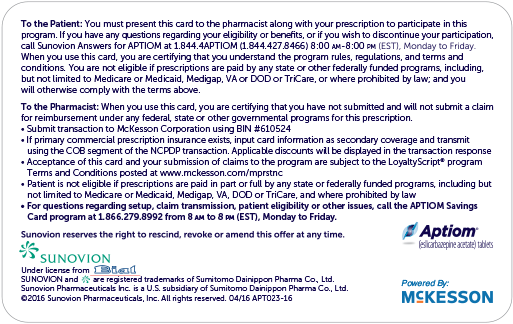 To the Patient: You must present this card to the pharmacist along with your prescription to participate in this
program. If you have any questions regarding your eligibility or benefits, or if you wish to discontinue your participation,
call Sunovion Answers for APTIOM at 1.844.4APTIOM (1.844.427.8466) 8:00 AM-8:00 PM (EST), Monday to Friday.
When you use this card, you are certifying that you understand the program rules, regulations, and terms and
conditions. You are not eligible if prescriptions are paid by any state or other federally funded programs, including,
but not limited to Medicare or Medicaid, Medigap, VA or DOD or TriCare, or where prohibited by law; and you
will otherwise comply with the terms above.
To the Pharmacist: When you use this card, you are certifying that you have not submitted and will not submit a claim
for reimbursement under any federal, state or other governmental programs for this prescription.
• Submit transaction to McKesson Corporation using BIN #610524
• If primary commercial prescription insurance exists, input card information as secondary coverage and transmit
using the COB segment of the NCPDP transaction. Applicable discounts will be displayed in the transaction response
• Acceptance of this card and your submission of claims to the program are subject to the LoyaltyScript® program
Terms and Conditions posted at www.mckesson.com/mprstnc
• Patient is not eligible if prescriptions are paid in part or full by any state or federally funded programs, including but
not limited to Medicare or Medicaid, Medigap, VA, DOD or TriCare, and where prohibited by law
• For questions regarding setup, claim transmission, patient eligibility or other issues, call the APTIOM Savings
Card program at 1.866.279.8992 from 8 AM to 8 PM (EST), Monday to Friday.
Sunovion reserves the right to rescind, revoke or amend this offer at any time.
Aptiom®
(eslicarbazepine acetate) tablets
SUNOVION
Under license from Bial
SUNOVION and are registered trademarks of Sumitomo Dainippon Pharma Co., Ltd.
Sunovion Pharmaceuticals Inc. is a U.S. subsidiary of Sumitomo Dainippon Pharma Co., Ltd.
©2016 Sunovion Pharmaceuticals, Inc. All rights reserved. 04/16 APT023-16
Powered By:
MCKESSON